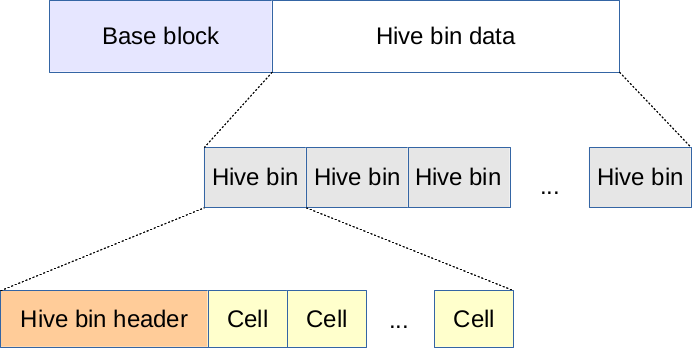 Base block
Hive bin data
Hive bin
Hive bin
Hive bin
...
Hive bin
Hive bin header
Cell
Cell
...
Cell